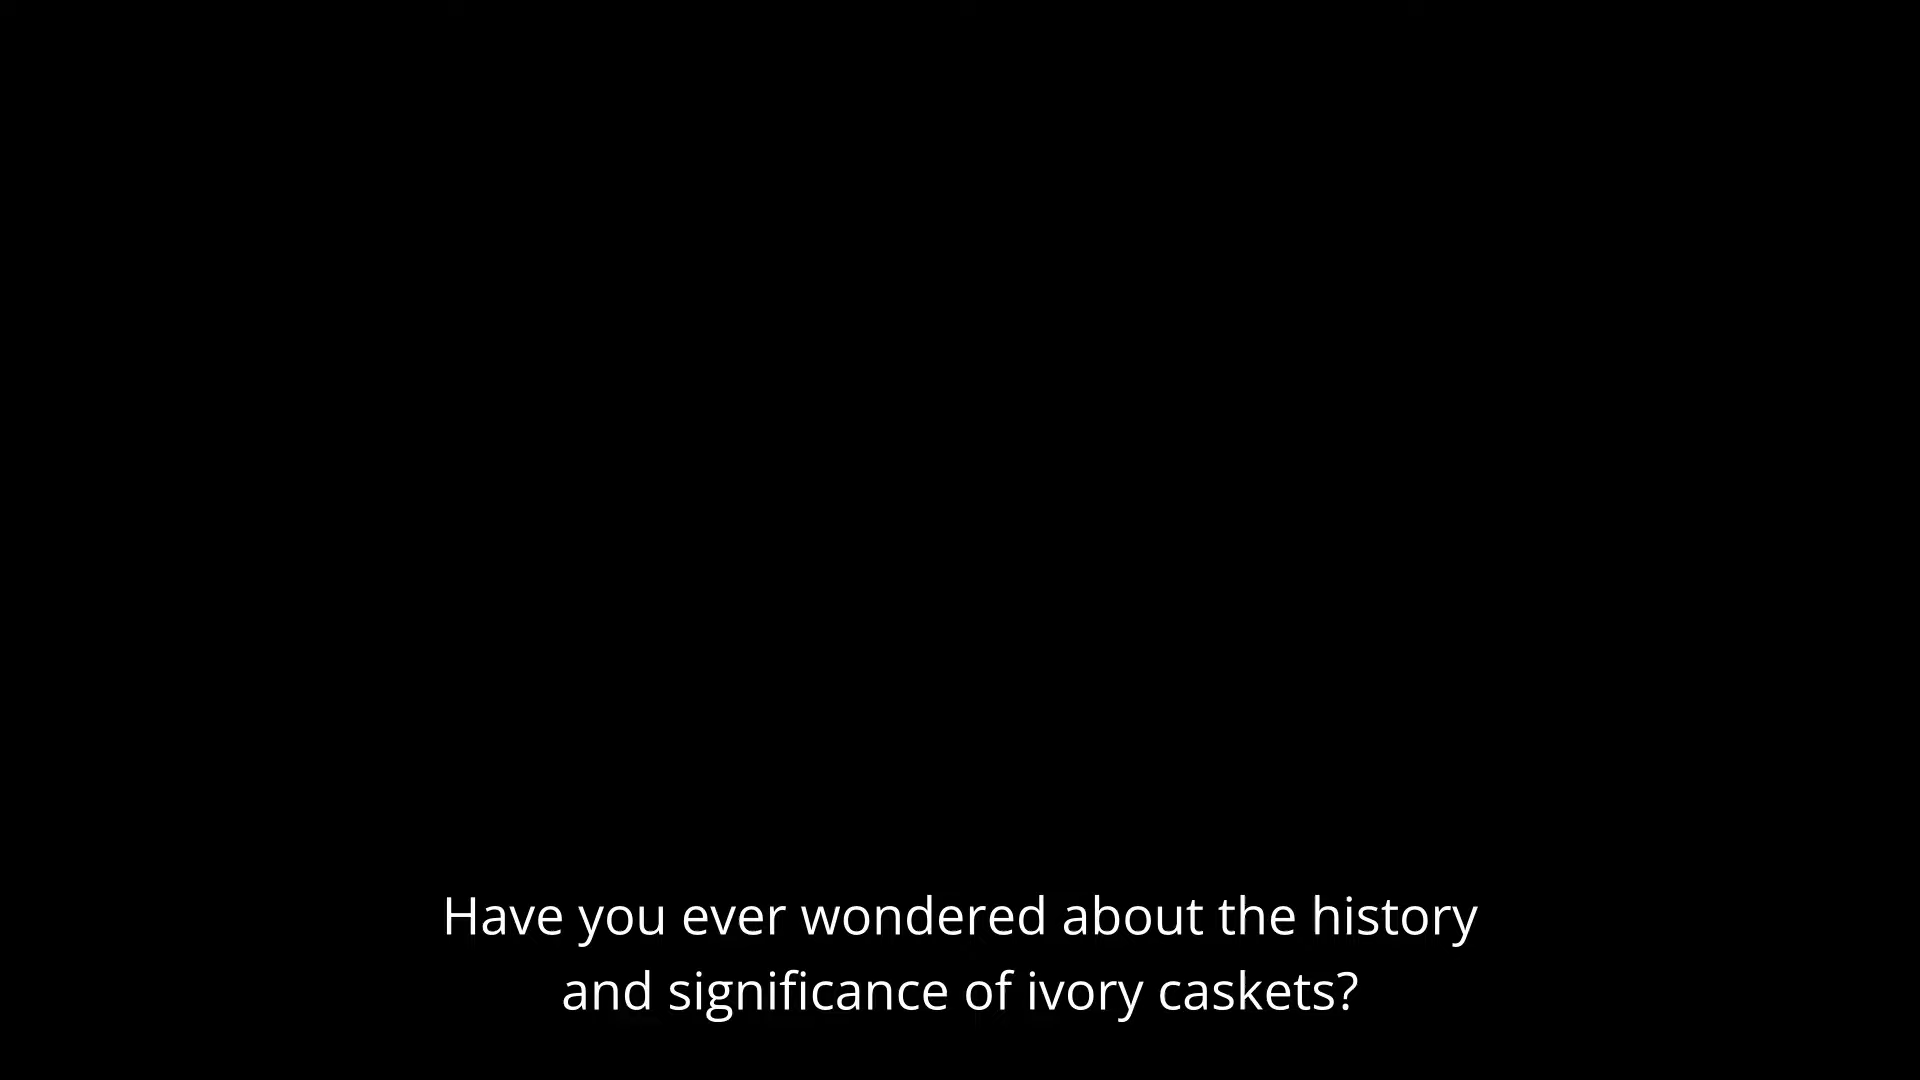 Have you ever wondered about the history
and significance of ivory caskets?